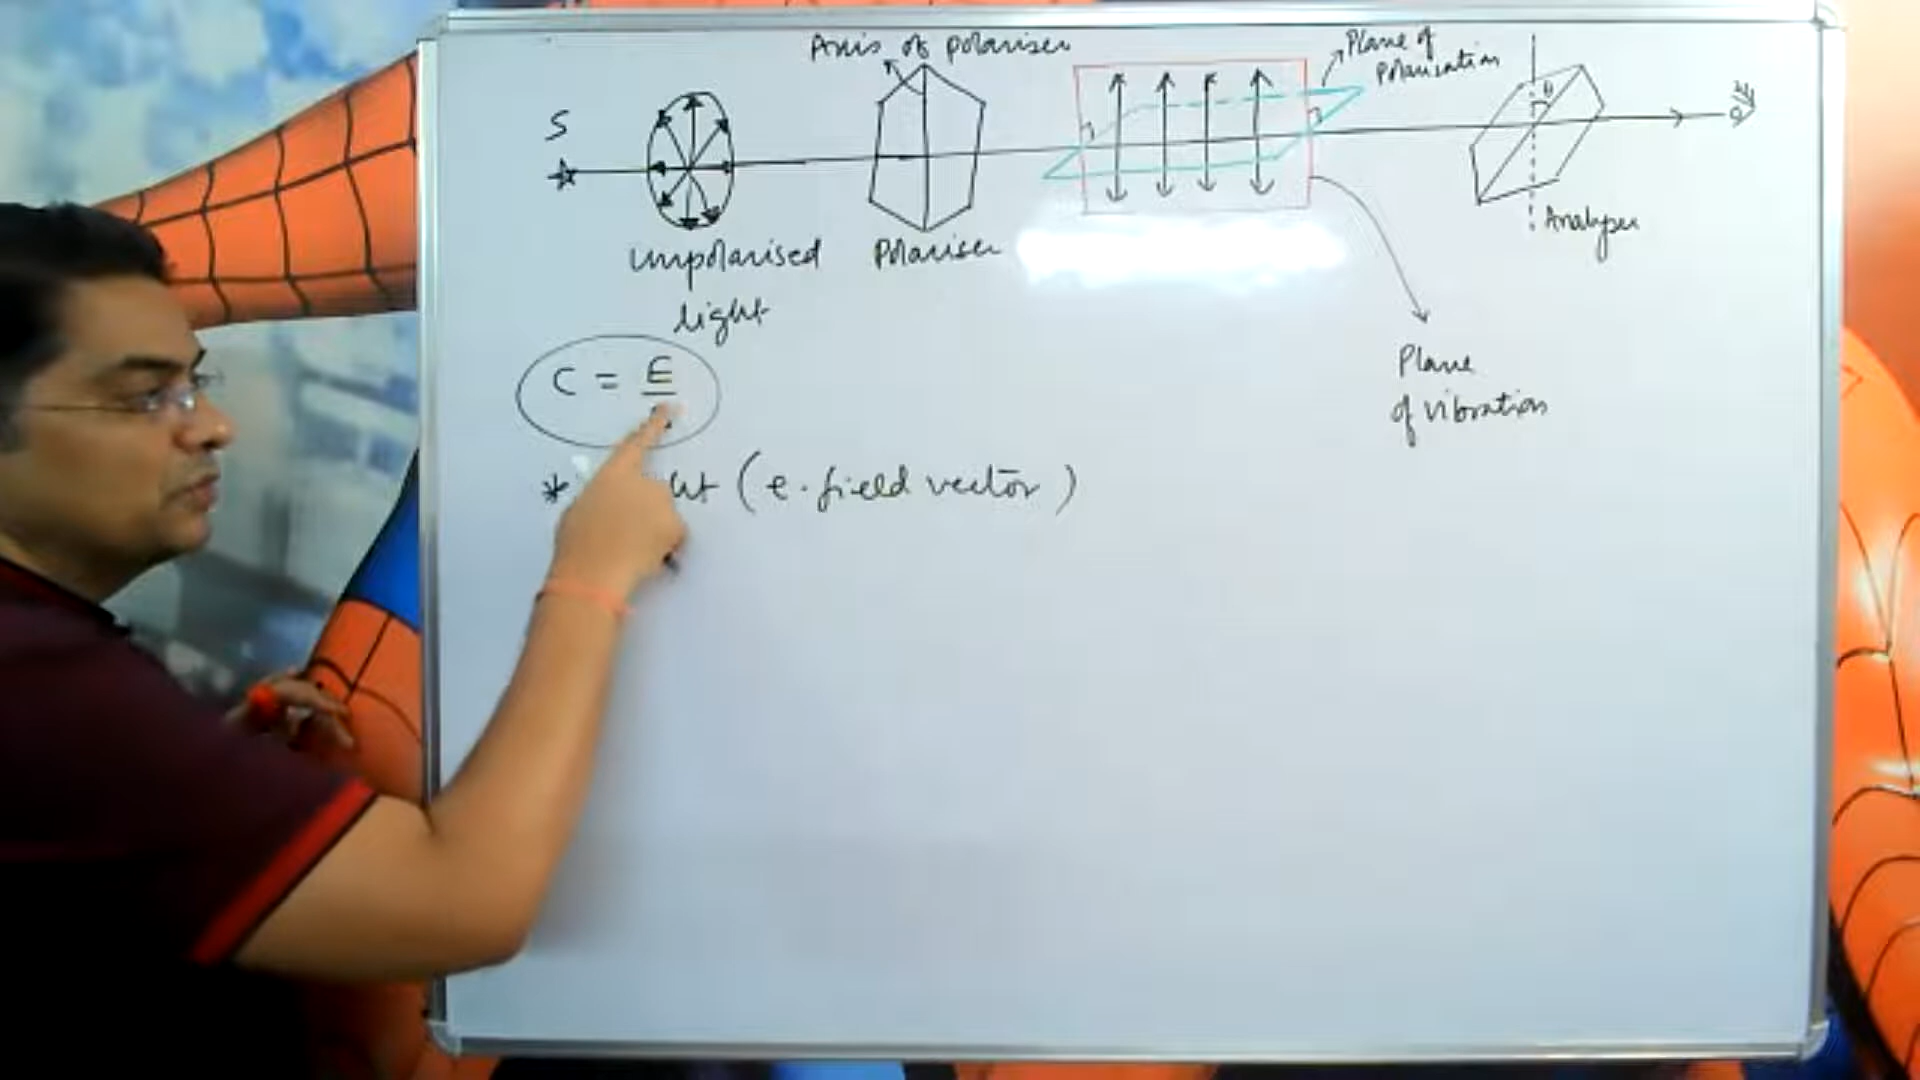 Axis of polariser
Plane of
Polarisation
S
θ
Unpolarised
light
Polariser
Analyser
C = E
Plane
of vibration
* (e. field vector)